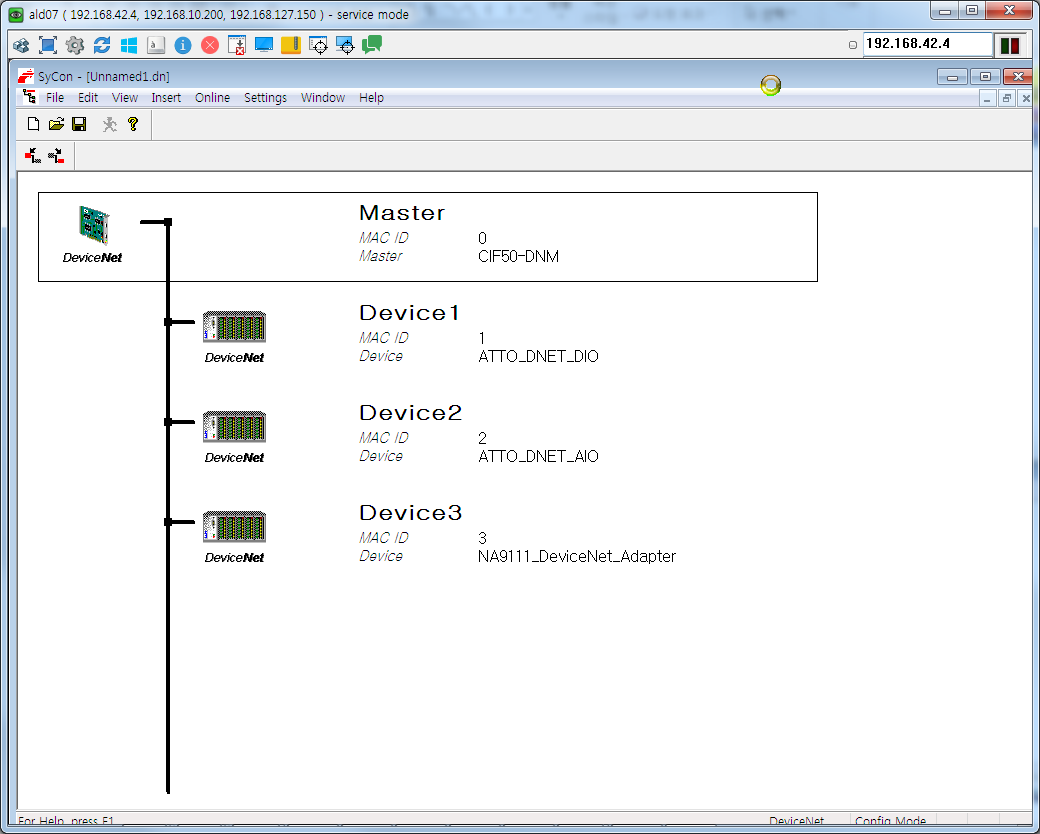 ald07 ( 192.168.42.4, 192.168.10.200, 192.168.127.150 ) - service mode
192.168.42.4
SyCon - [Unnamed1.dn]
File Edit View Insert Online Settings Window Help
Master
MAC ID 0
Master CIF50-DNM
DeviceNet
Device1
MAC ID 1
Device ATTO_DNET_DIO
DeviceNet
Device2
MAC ID 2
Device ATTO_DNET_AIO
DeviceNet
Device3
MAC ID 3
Device NA9111_DeviceNet_Adapter
DeviceNet
For Help, press F1 DeviceNet Config Mode